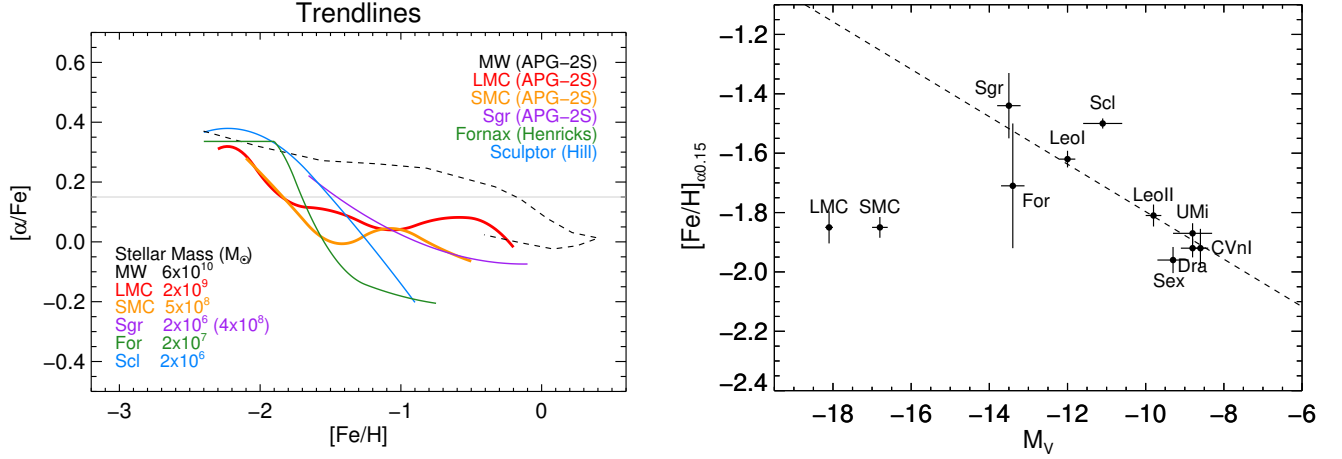 Trendlines
0.6
0.4
0.2
0.0
−0.2
−0.4
[α/Fe]
MW (APG−2S)
LMC (APG−2S)
SMC (APG−2S)
Sgr (APG−2S)
Fornax (Henricks)
Sculptor (Hill)
Stellar Mass (M☉)
MW 6x10¹⁰
LMC 2x10⁹
SMC 5x10⁸
Sgr 2x10⁶ (4x10⁸)
For 2x10⁷
Scl 2x10⁶
−3 −2 −1 0
[Fe/H]
−1.2
−1.4
−1.6
−1.8
−2.0
−2.2
−2.4
[Fe/H]α0.15
Sgr
Scl
LeoI
For
LMC
SMC
LeoII
UMi
CVnI
Dra
Sex
−18 −16 −14 −12 −10 −8 −6
MV